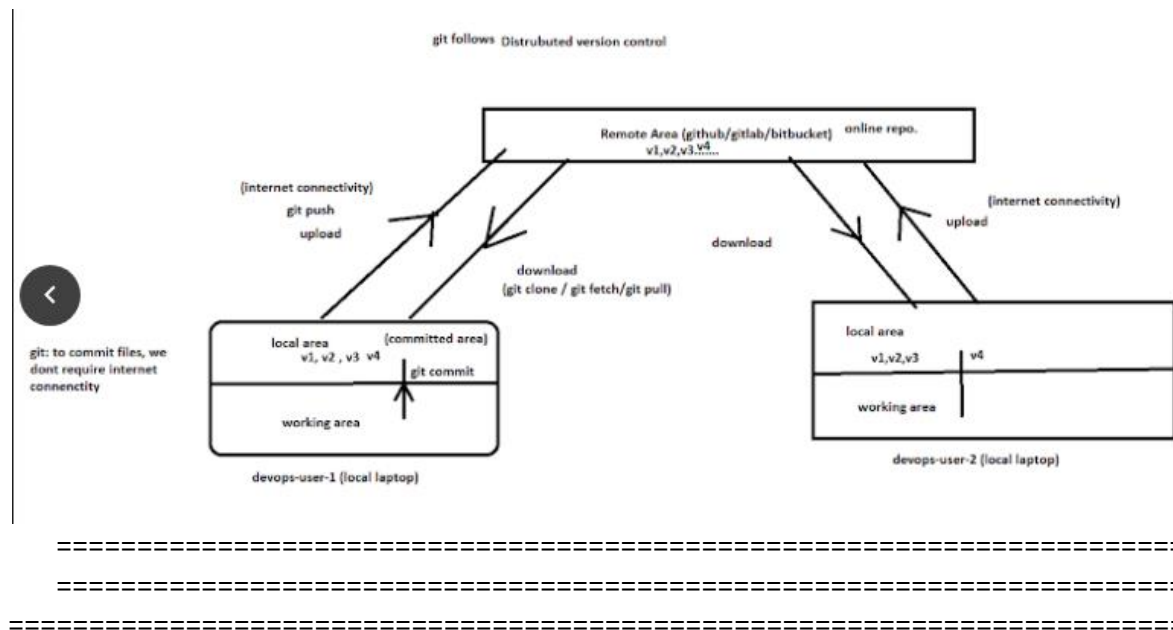 git follows Distrubuted version control
Remote Area (github/gitlab/bitbucket) online repo.
v1,v2,v3.v4......
(internet connectivity)
git push
upload
download
(git clone / git fetch/git pull)
download
upload
(internet connectivity)
git: to commit files, we
dont require internet
connenctity
local area (committed area)
v1, v2 , v3 v4
git commit
working area
devops-user-1 (local laptop)
local area
v1,v2,v3 v4
working area
devops-user-2 (local laptop)
=====================================================================
=====================================================================
========================================================================